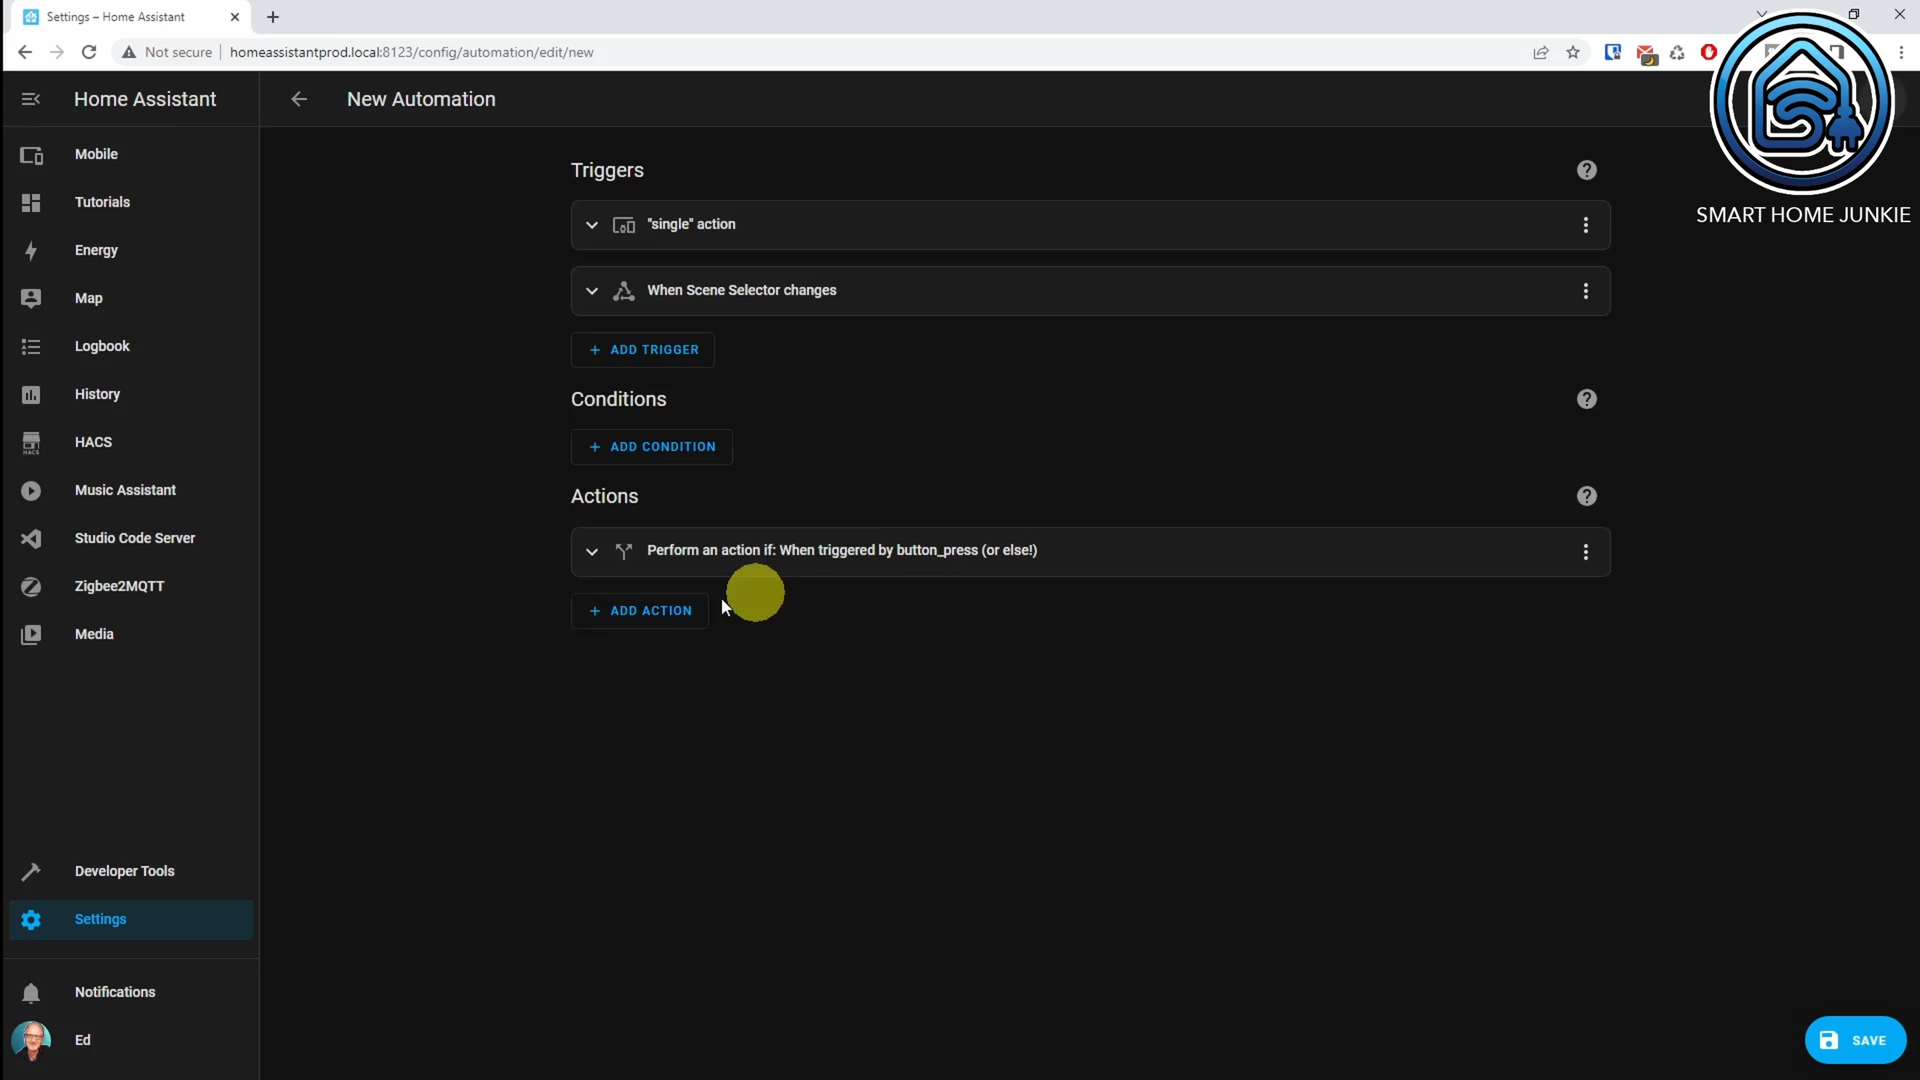 Settings – Home Assistant
Not secure
homeassistantprod.local:8123/config/automation/edit/new
Home Assistant
New Automation
SMART HOME JUNKIE
Mobile
Tutorials
Energy
Map
Logbook
History
HACS
HACS
Music Assistant
Studio Code Server
Zigbee2MQTT
Media
Developer Tools
Settings
Notifications
Ed
Triggers
"single" action
When Scene Selector changes
+ ADD TRIGGER
Conditions
+ ADD CONDITION
Actions
Perform an action if: When triggered by button_press (or else!)
+ ADD ACTION
SAVE